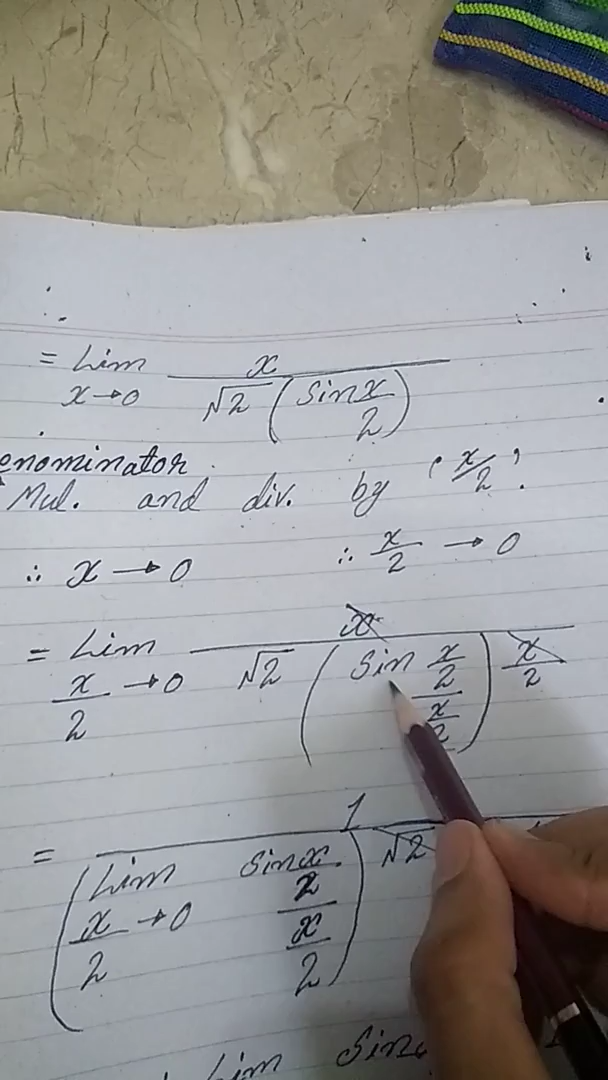 = Lim x→0 x / √2 (Sin x/2)
enominator
Mul. and div. by 'x/2'.
∴ x → 0 ∴ x/2 → 0
= Lim x/2 → 0 x / √2 (Sin x/2 / x/2) x/2
= 1 / (Lim x/2 → 0 Sin x/2 / x/2) √2
Lim Sin